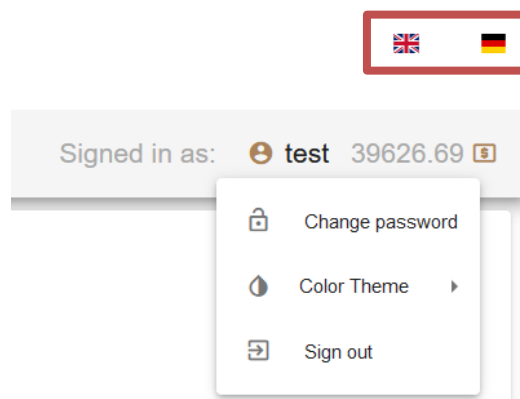 Signed in as: test 39626.69
Change password
Color Theme
Sign out